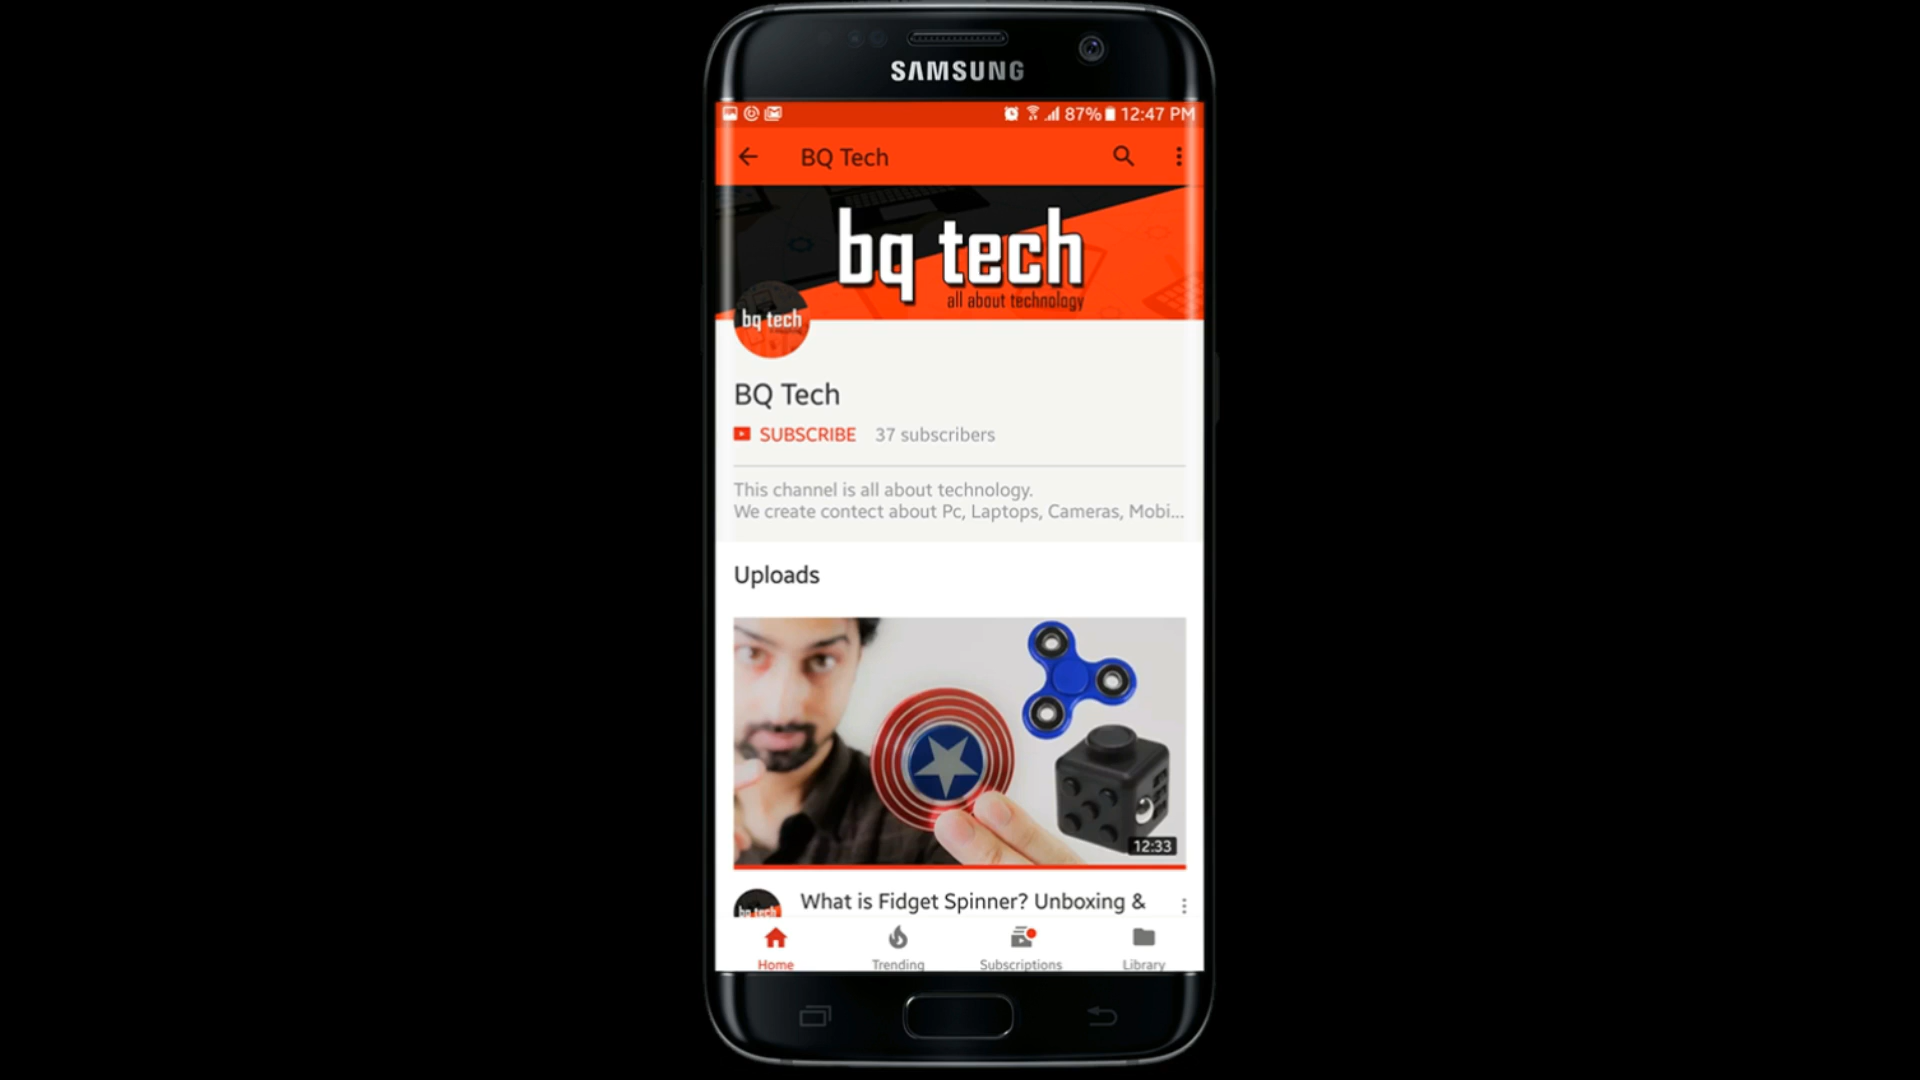 SAMSUNG
87% 12:47 PM
BQ Tech
bq tech
all about technology
bq tech
BQ Tech
SUBSCRIBE 37 subscribers
This channel is all about technology.
We create contect about Pc, Laptops, Cameras, Mobi...
Uploads
12:33
What is Fidget Spinner? Unboxing &
bq tech
Home Trending Subscriptions Library